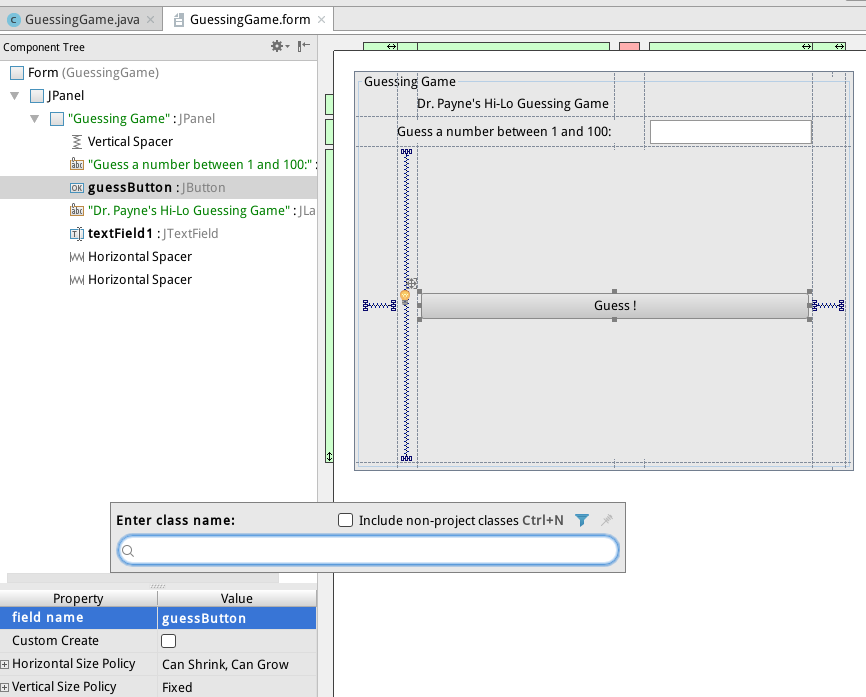 GuessingGame.java
GuessingGame.form
Component Tree
Form (GuessingGame)
JPanel
"Guessing Game" : JPanel
Vertical Spacer
"Guess a number between 1 and 100:" :
guessButton : JButton
"Dr. Payne's Hi-Lo Guessing Game" : JLa
textField1 : JTextField
Horizontal Spacer
Horizontal Spacer
Guessing Game
Dr. Payne's Hi-Lo Guessing Game
Guess a number between 1 and 100:
Guess !
Enter class name:
Include non-project classes Ctrl+N
Property Value
field name guessButton
Custom Create
Horizontal Size Policy Can Shrink, Can Grow
Vertical Size Policy Fixed